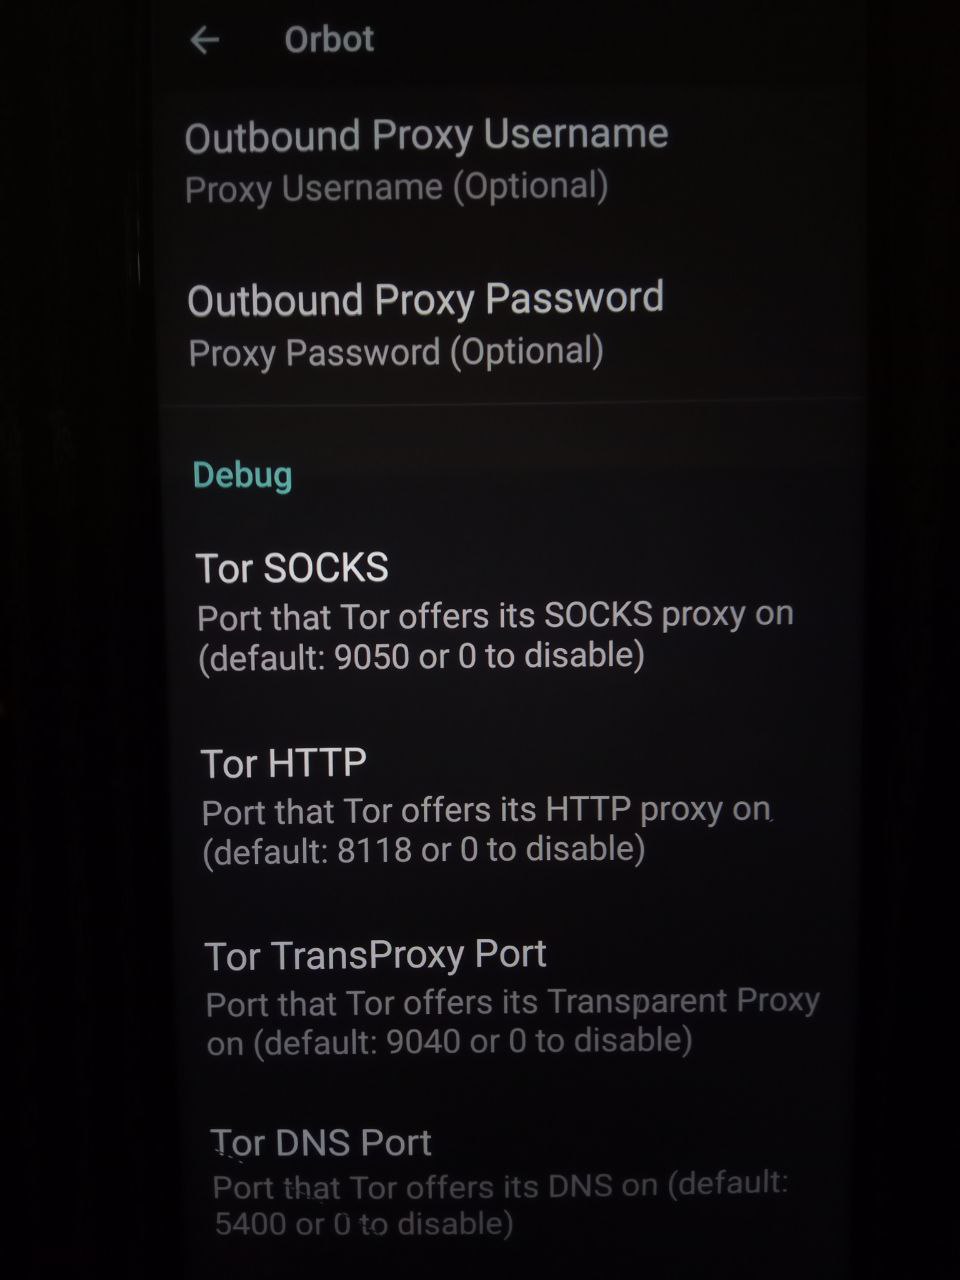 Orbot
Outbound Proxy Username
Proxy Username (Optional)
Outbound Proxy Password
Proxy Password (Optional)
Debug
Tor SOCKS
Port that Tor offers its SOCKS proxy on
(default: 9050 or 0 to disable)
Tor HTTP
Port that Tor offers its HTTP proxy on
(default: 8118 or 0 to disable)
Tor TransProxy Port
Port that Tor offers its Transparent Proxy
on (default: 9040 or 0 to disable)
Tor DNS Port
Port that Tor offers its DNS on (default:
5400 or 0 to disable)